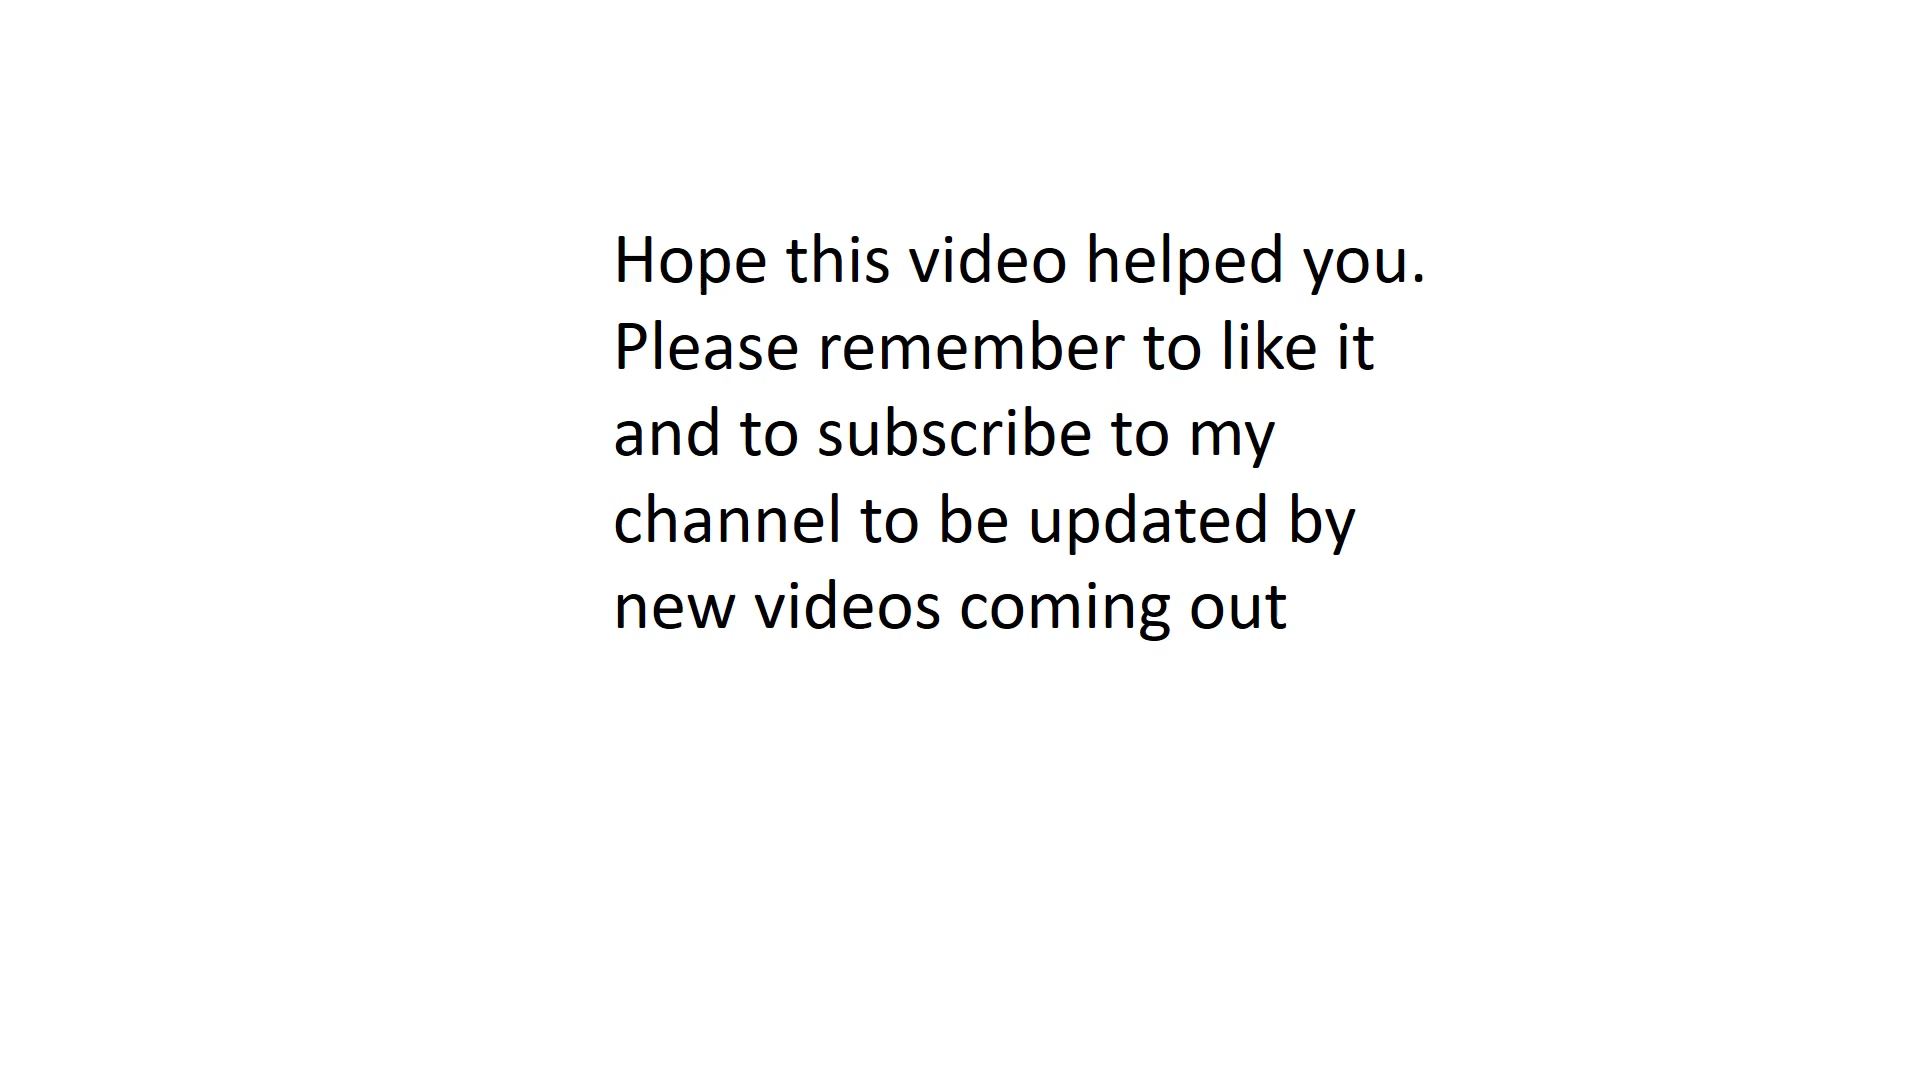 Hope this video helped you.
Please remember to like it
and to subscribe to my
channel to be updated by
new videos coming out